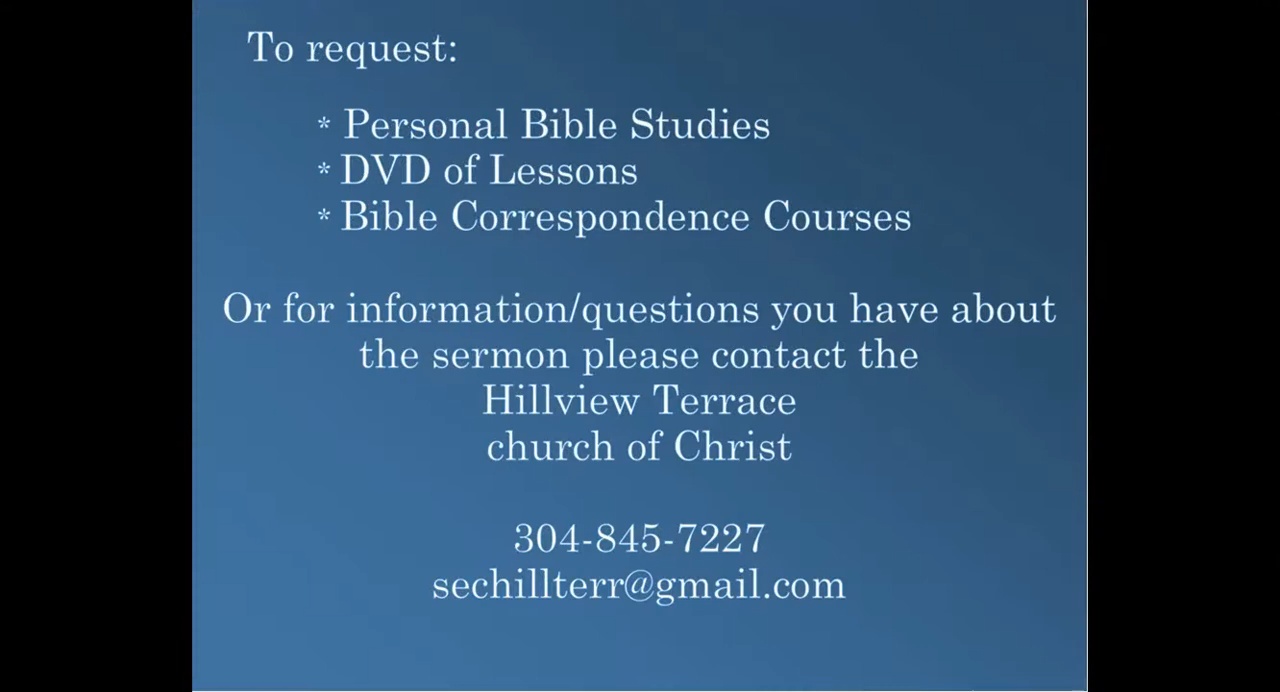 To request:
* Personal Bible Studies
* DVD of Lessons
* Bible Correspondence Courses
Or for information/questions you have about
the sermon please contact the
Hillview Terrace
church of Christ
304-845-7227
sechillterr@gmail.com